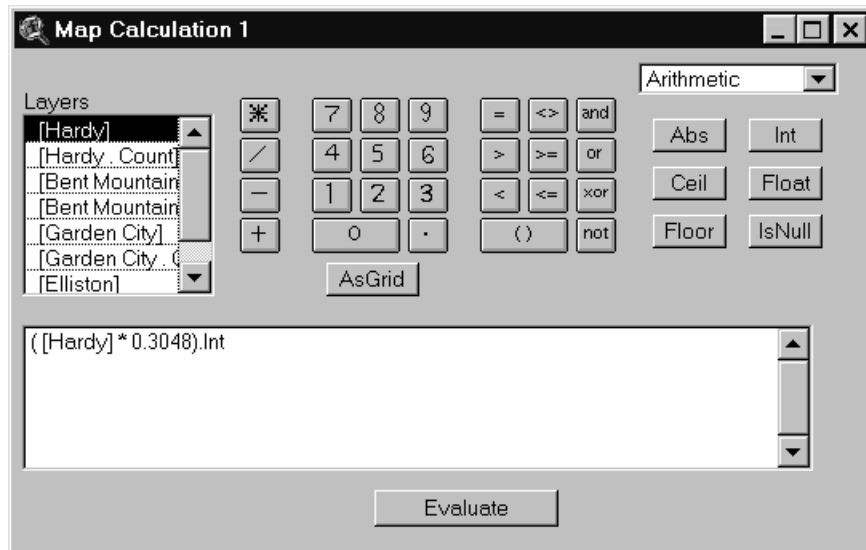 Map Calculation 1
Arithmetic
Layers
[Hardy]
[Hardy . Count]
[Bent Mountain
[Bent Mountain
[Garden City]
[Garden City . C
[Elliston]
* 7 8 9 = <> and
/ 4 5 6 > >= or
- 1 2 3 < <= xor
+ 0 . ( ) not
AsGrid
Abs Int
Ceil Float
Floor IsNull
( [Hardy] * 0.3048).Int
Evaluate